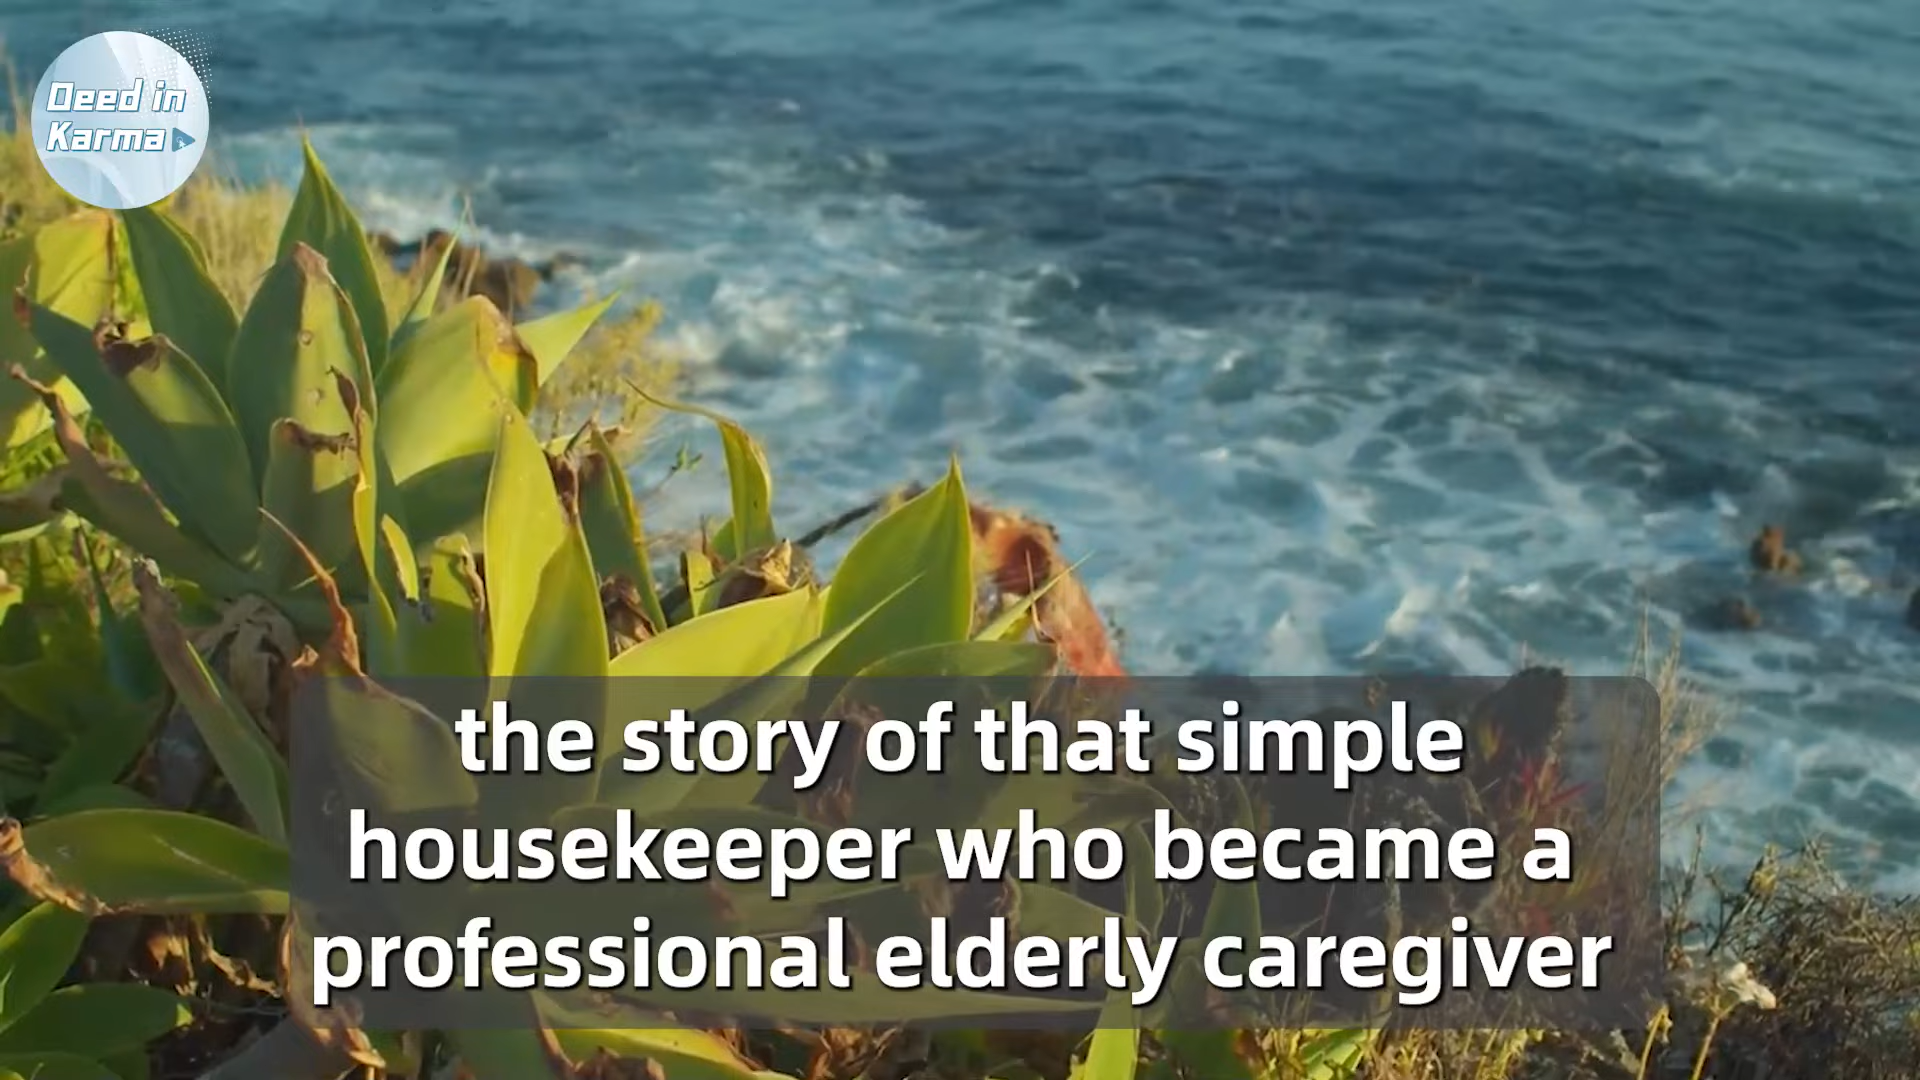 Deed in
Karma
the story of that simple
housekeeper who became a
professional elderly caregiver